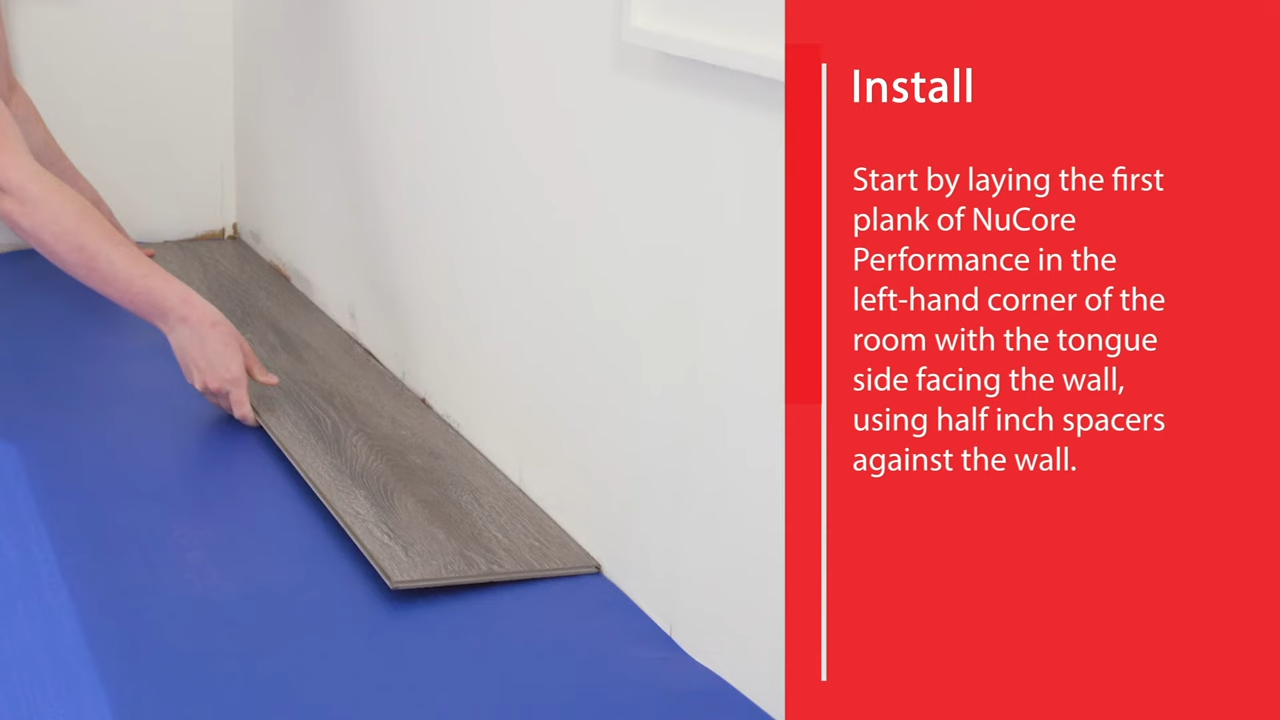 Install
Start by laying the first
plank of NuCore
Performance in the
left-hand corner of the
room with the tongue
side facing the wall,
using half inch spacers
against the wall.